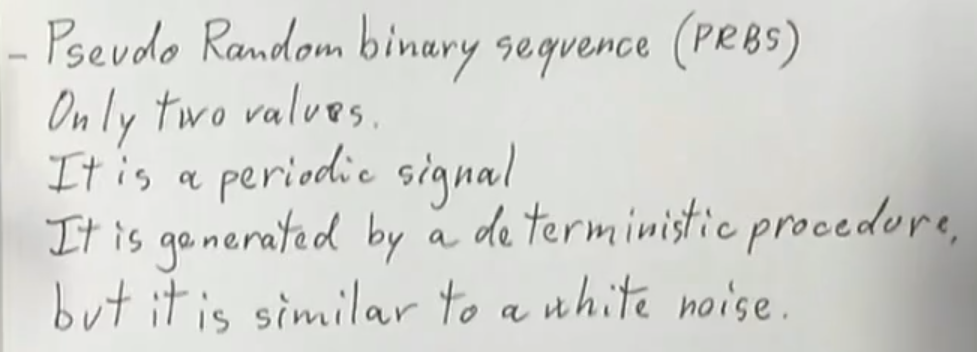 - Pseudo Random binary sequence (PRBS)
Only two values.
It is a periodic signal
It is generated by a deterministic procedure,
but it is similar to a white noise.